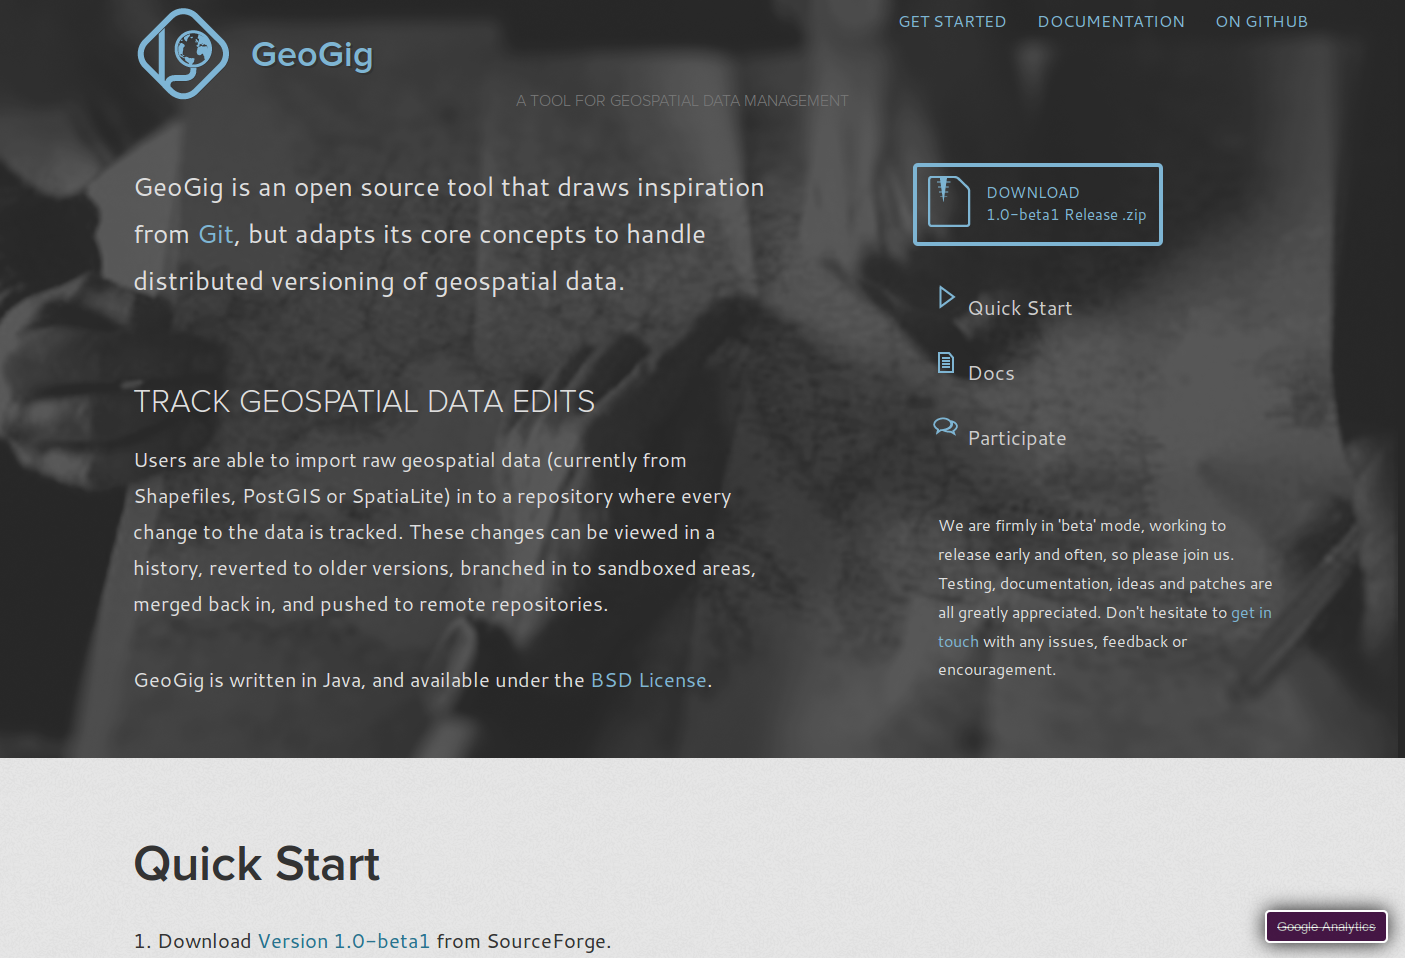 GeoGig
GET STARTED
DOCUMENTATION
ON GITHUB
A TOOL FOR GEOSPATIAL DATA MANAGEMENT
GeoGig is an open source tool that draws inspiration
from Git, but adapts its core concepts to handle
distributed versioning of geospatial data.
DOWNLOAD
1.0-beta1 Release .zip
Quick Start
Docs
Participate
TRACK GEOSPATIAL DATA EDITS
Users are able to import raw geospatial data (currently from
Shapefiles, PostGIS or SpatiaLite) in to a repository where every
change to the data is tracked. These changes can be viewed in a
history, reverted to older versions, branched in to sandboxed areas,
merged back in, and pushed to remote repositories.
GeoGig is written in Java, and available under the BSD License.
We are firmly in 'beta' mode, working to
release early and often, so please join us.
Testing, documentation, ideas and patches are
all greatly appreciated. Don't hesitate to get in
touch with any issues, feedback or
encouragement.
Quick Start
1. Download Version 1.0-beta1 from SourceForge.
Google Analytics